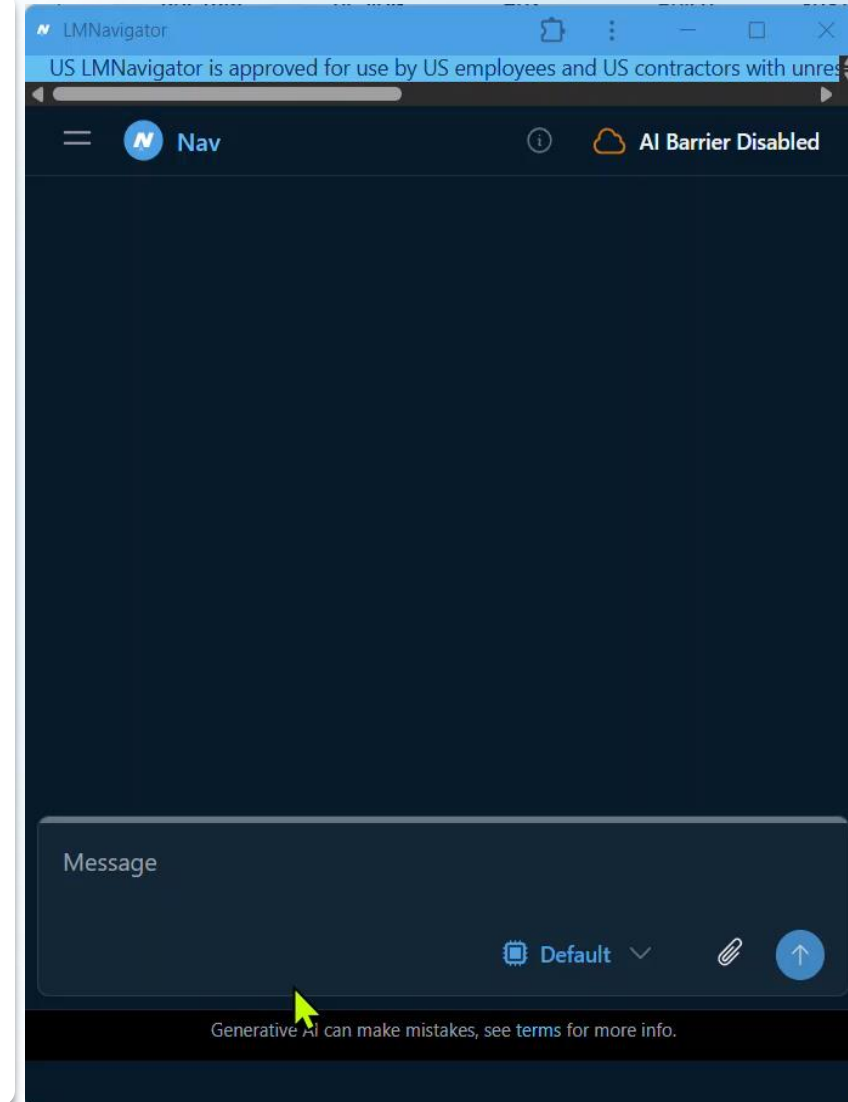 LMNavigator
US LMNavigator is approved for use by US employees and US contractors with unres
Nav
AI Barrier Disabled
Message
Default
Generative AI can make mistakes, see terms for more info.